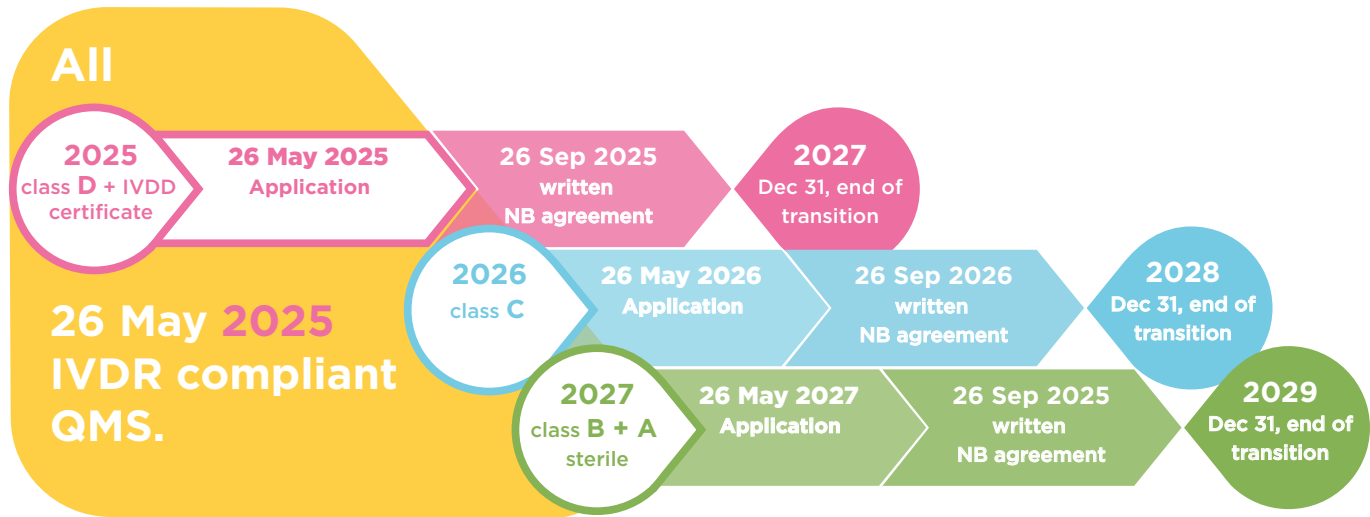 All
2025
class D + IVDD
certificate
26 May 2025
Application
26 Sep 2025
written
NB agreement
2027
Dec 31, end of
transition
26 May 2025
IVDR compliant
QMS.
2026
class C
26 May 2026
Application
26 Sep 2026
written
NB agreement
2028
Dec 31, end of
transition
2027
class B + A
sterile
26 May 2027
Application
26 Sep 2025
written
NB agreement
2029
Dec 31, end of
transition